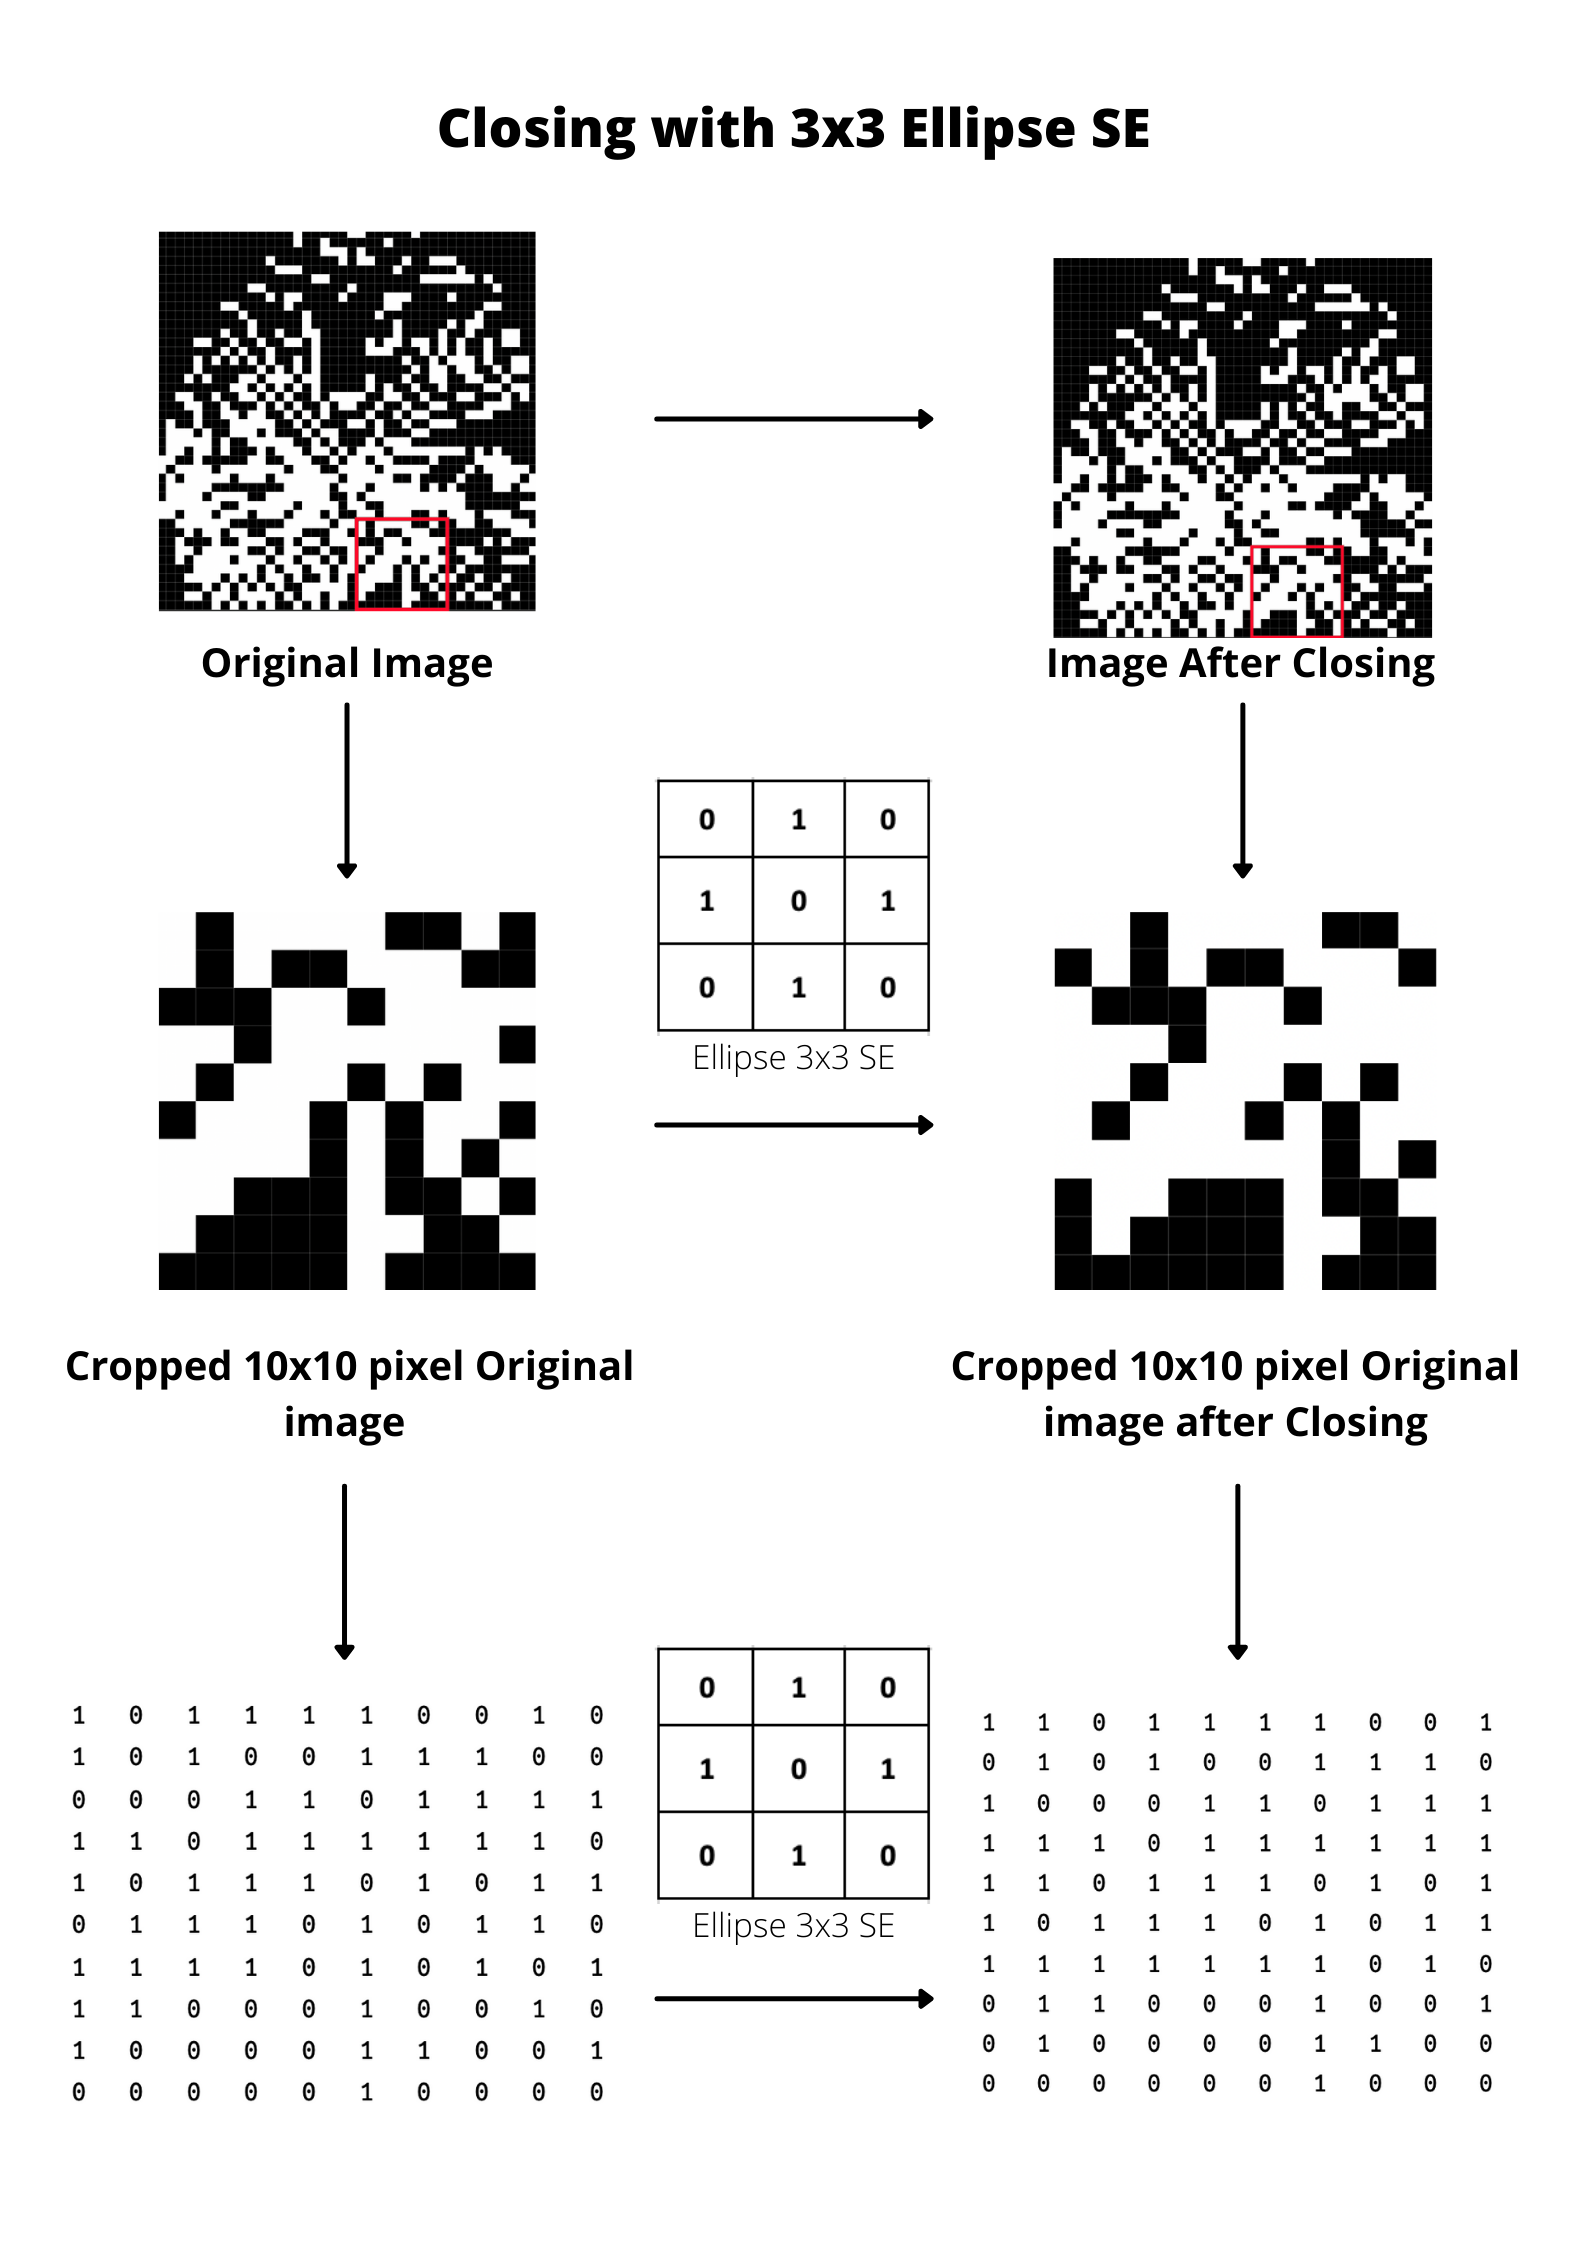 Closing with 3x3 Ellipse SE
Original Image
Image After Closing
0 1 0
1 0 1
0 1 0
Ellipse 3x3 SE
Cropped 10x10 pixel Original
image
Cropped 10x10 pixel Original
image after Closing
1 0 1 1 1 1 0 0 1 0
1 0 1 0 0 1 1 1 0 0
0 0 0 1 1 0 1 1 1 1
1 1 0 1 1 1 1 1 1 0
1 0 1 1 1 0 1 0 1 1
0 1 1 1 0 1 0 1 1 0
1 1 1 1 0 1 0 1 0 1
1 1 0 0 0 1 0 0 1 0
1 0 0 0 0 1 1 0 0 1
0 0 0 0 0 1 0 0 0 0
0 1 0
1 0 1
0 1 0
Ellipse 3x3 SE
1 1 0 1 1 1 1 0 0 1
0 1 0 1 0 0 1 1 1 0
1 0 0 0 1 1 0 1 1 1
1 1 1 0 1 1 1 1 1 1
1 1 0 1 1 1 0 1 0 1
1 0 1 1 1 0 1 0 1 1
1 1 1 1 1 1 1 0 1 0
0 1 1 0 0 0 1 0 0 1
0 1 0 0 0 0 1 1 0 0
0 0 0 0 0 0 1 0 0 0